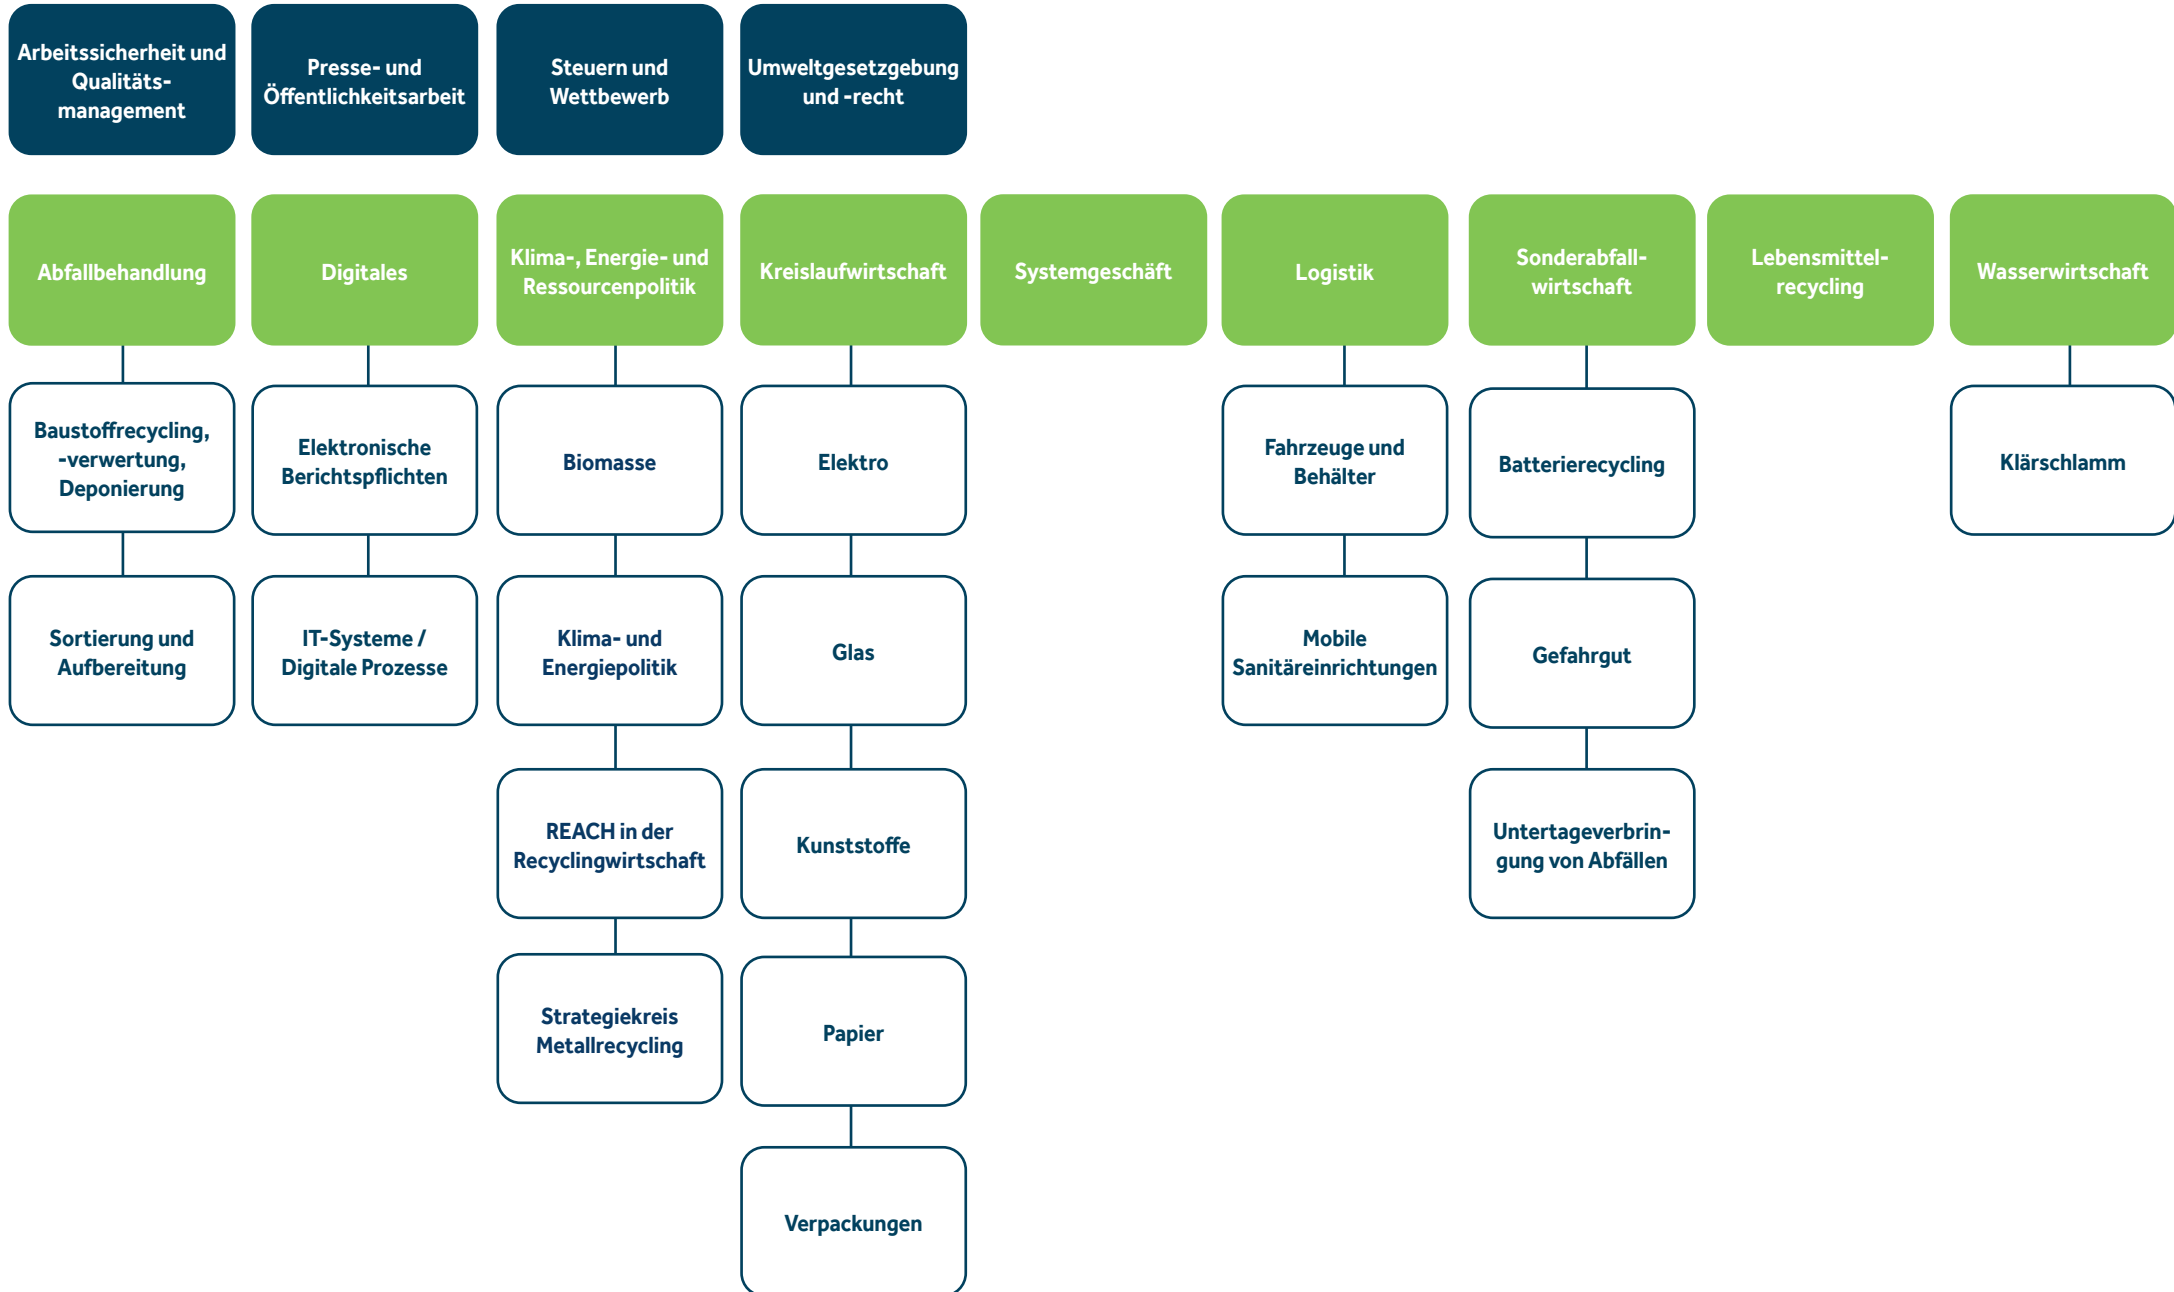 Arbeitssicherheit und
Qualitäts-
management
Presse- und
Öffentlichkeitsarbeit
Steuern und
Wettbewerb
Umweltgesetzgebung
und -recht
Abfallbehandlung
Digitales
Klima-, Energie- und
Ressourcenpolitik
Kreislaufwirtschaft
Systemgeschäft
Logistik
Sonderabfall-
wirtschaft
Lebensmittel-
recycling
Wasserwirtschaft
Baustoffrecycling,
-verwertung,
Deponierung
Elektronische
Berichtspflichten
Biomasse
Elektro
Fahrzeuge und
Behälter
Batterierecycling
Klärschlamm
Sortierung und
Aufbereitung
IT-Systeme /
Digitale Prozesse
Klima- und
Energiepolitik
Glas
Mobile
Sanitäreinrichtungen
Gefahrgut
REACH in der
Recyclingwirtschaft
Kunststoffe
Untertageverbrin-
gung von Abfällen
Strategiekreis
Metallrecycling
Papier
Verpackungen